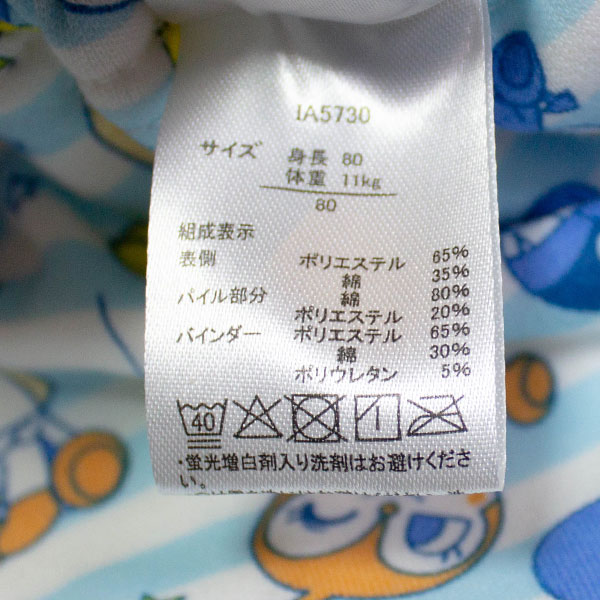 IA5730
サイズ 身長 80
体重 11kg
80
組成表示
表側 ポリエステル 65%
綿 35%
パイル部分 綿 80%
ポリエステル 20%
バインダー ポリエステル 65%
綿 30%
ポリウレタン 5%
40
・蛍光増白剤入り洗剤はお避けくださ
い。